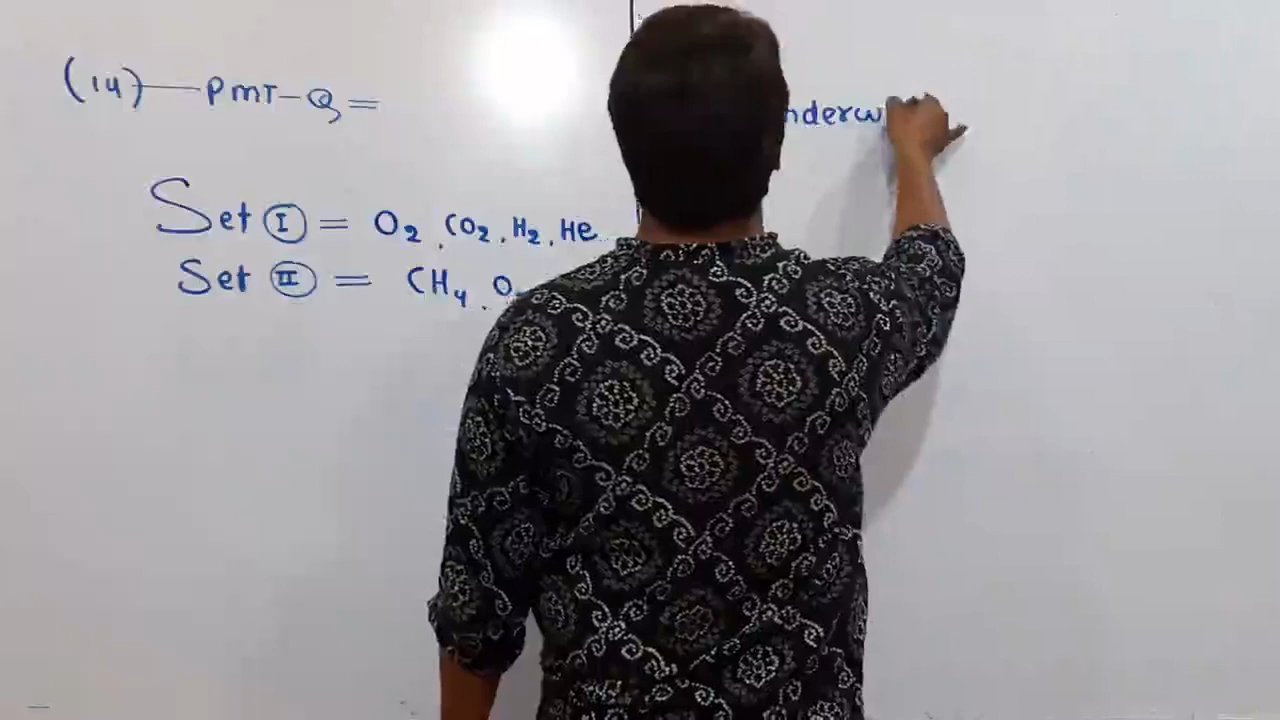 (14)—PMT-Q=
nderw
Set I = O₂, CO₂, H₂, He
Set II = CH₄, O